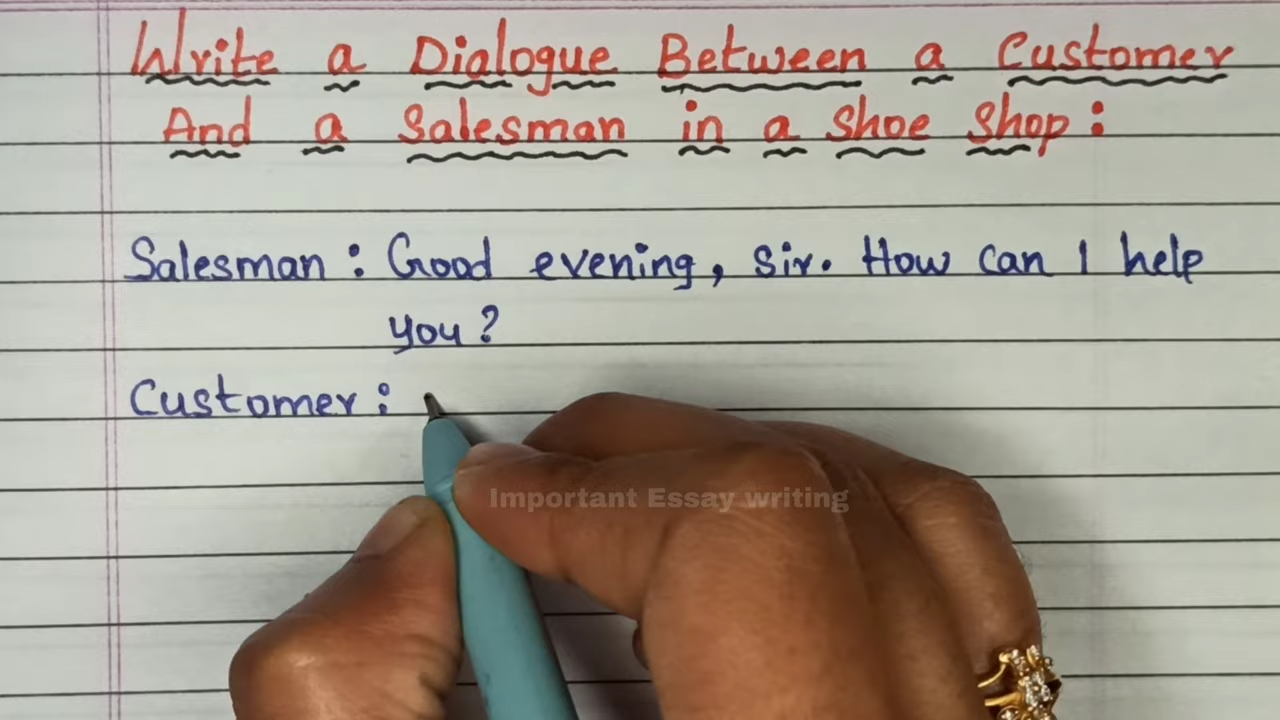 Write a Dialogue Between a Customer
And a Salesman in a Shoe Shop :
Salesman : Good evening, Sir. How can I help
you?
Customer :
Important Essay writing